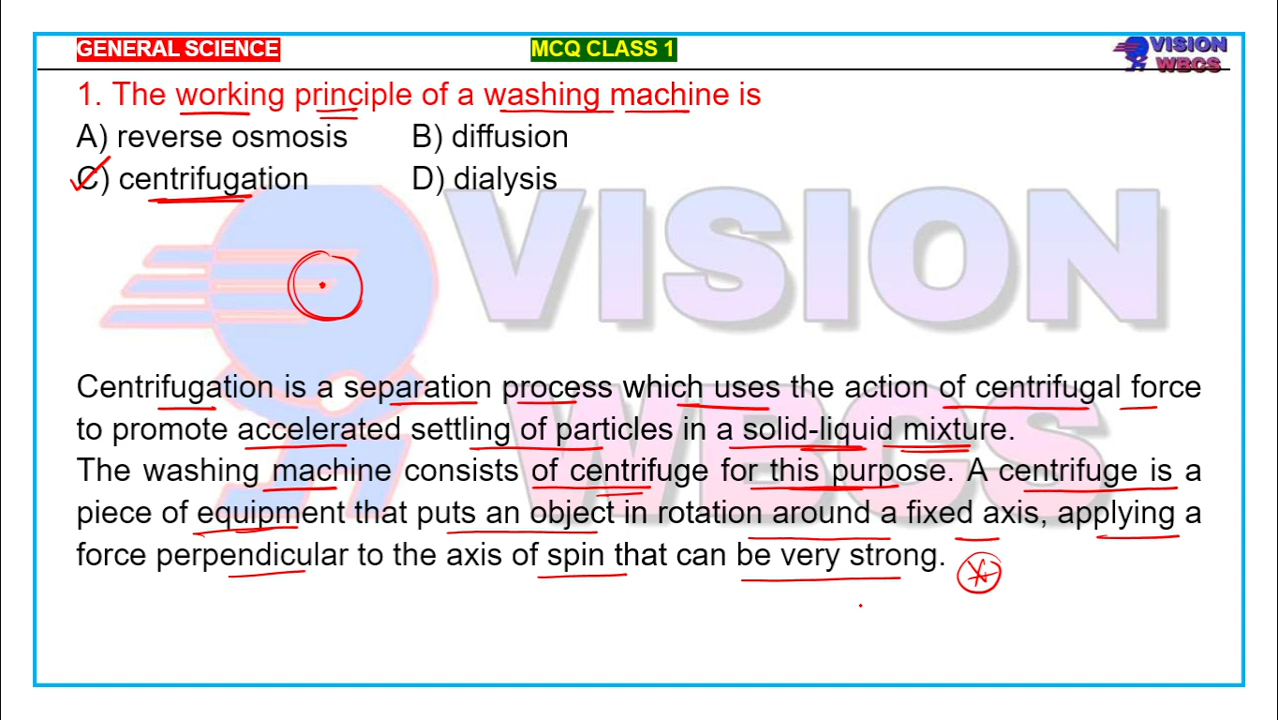 GENERAL SCIENCE MCQ CLASS 1 VISION
WBCS
1. The working principle of a washing machine is
A) reverse osmosis B) diffusion
C) centrifugation D) dialysis
VISION
WBCS
Centrifugation is a separation process which uses the action of centrifugal force
to promote accelerated settling of particles in a solid-liquid mixture.
The washing machine consists of centrifuge for this purpose. A centrifuge is a
piece of equipment that puts an object in rotation around a fixed axis, applying a
force perpendicular to the axis of spin that can be very strong.